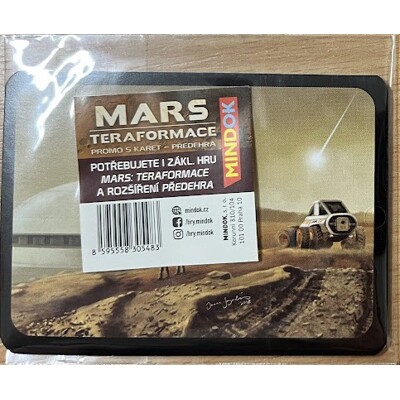 MARS
TERAFORMACE
PROMO 5 KARET – PŘEDEHRA
MINDOK
POTŘEBUJETE I ZÁKL. HRU
MARS: TERAFORMACE
A ROZŠÍŘENÍ PŘEDEHRA
mindok.cz
/hry.mindok
/hry.mindok
MINDOK, s. r. o.
Korunní 810/104
101 00 Praha 10
8 595558 305483